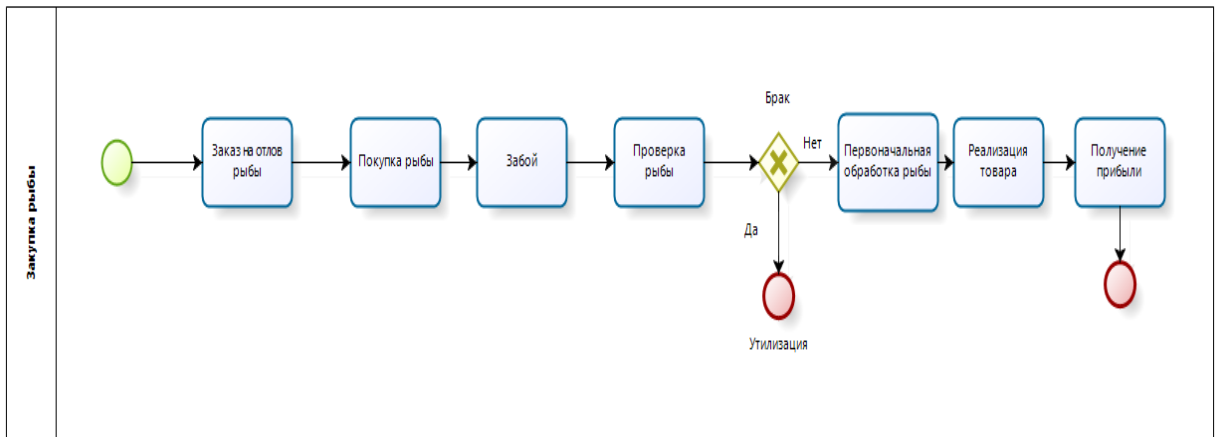 Закупка рыбы
Заказ на отлов
рыбы
Покупка рыбы
Забой
Проверка
рыбы
Брак
Нет
Да
Утилизация
Первоначальная
обработка рыбы
Реализация
товара
Получение
прибыли